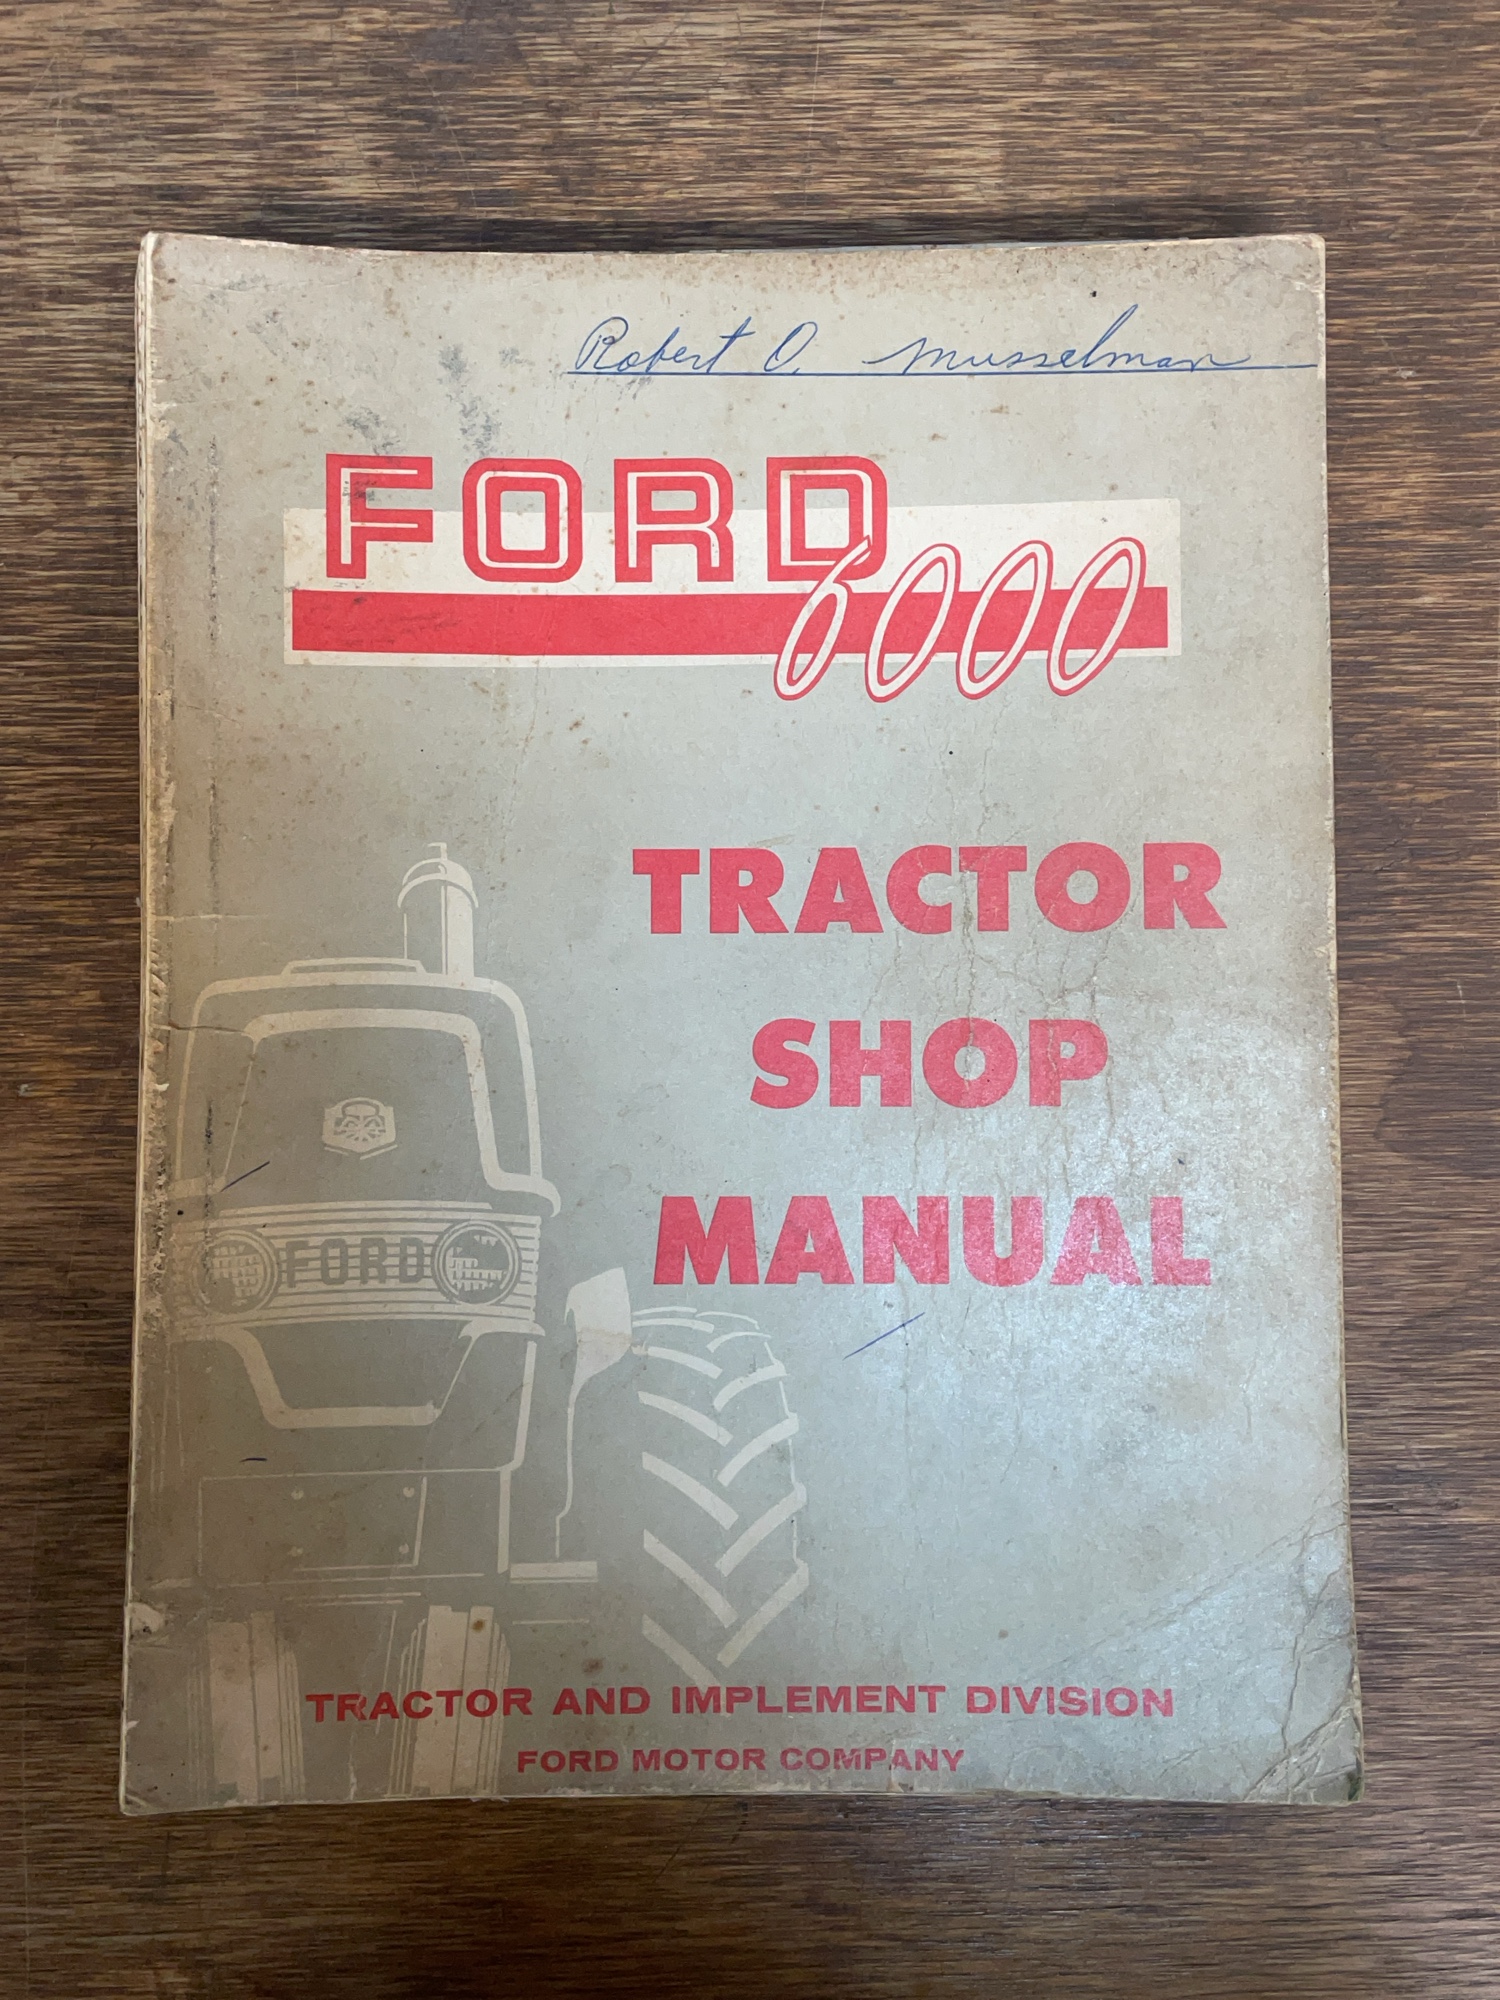 Robert O. Musselman
FORD
6000
TRACTOR
SHOP
MANUAL
FORD
TRACTOR AND IMPLEMENT DIVISION
FORD MOTOR COMPANY